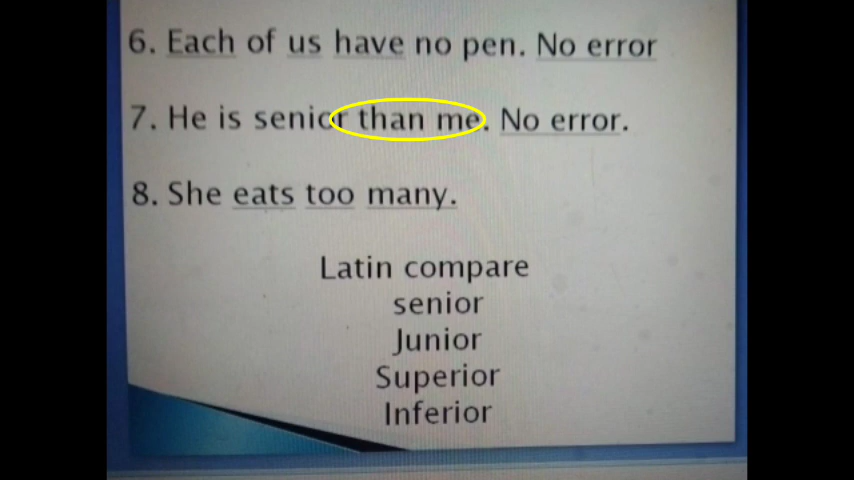 6. Each of us have no pen. No error
7. He is senior than me. No error.
8. She eats too many.
Latin compare
senior
Junior
Superior
Inferior